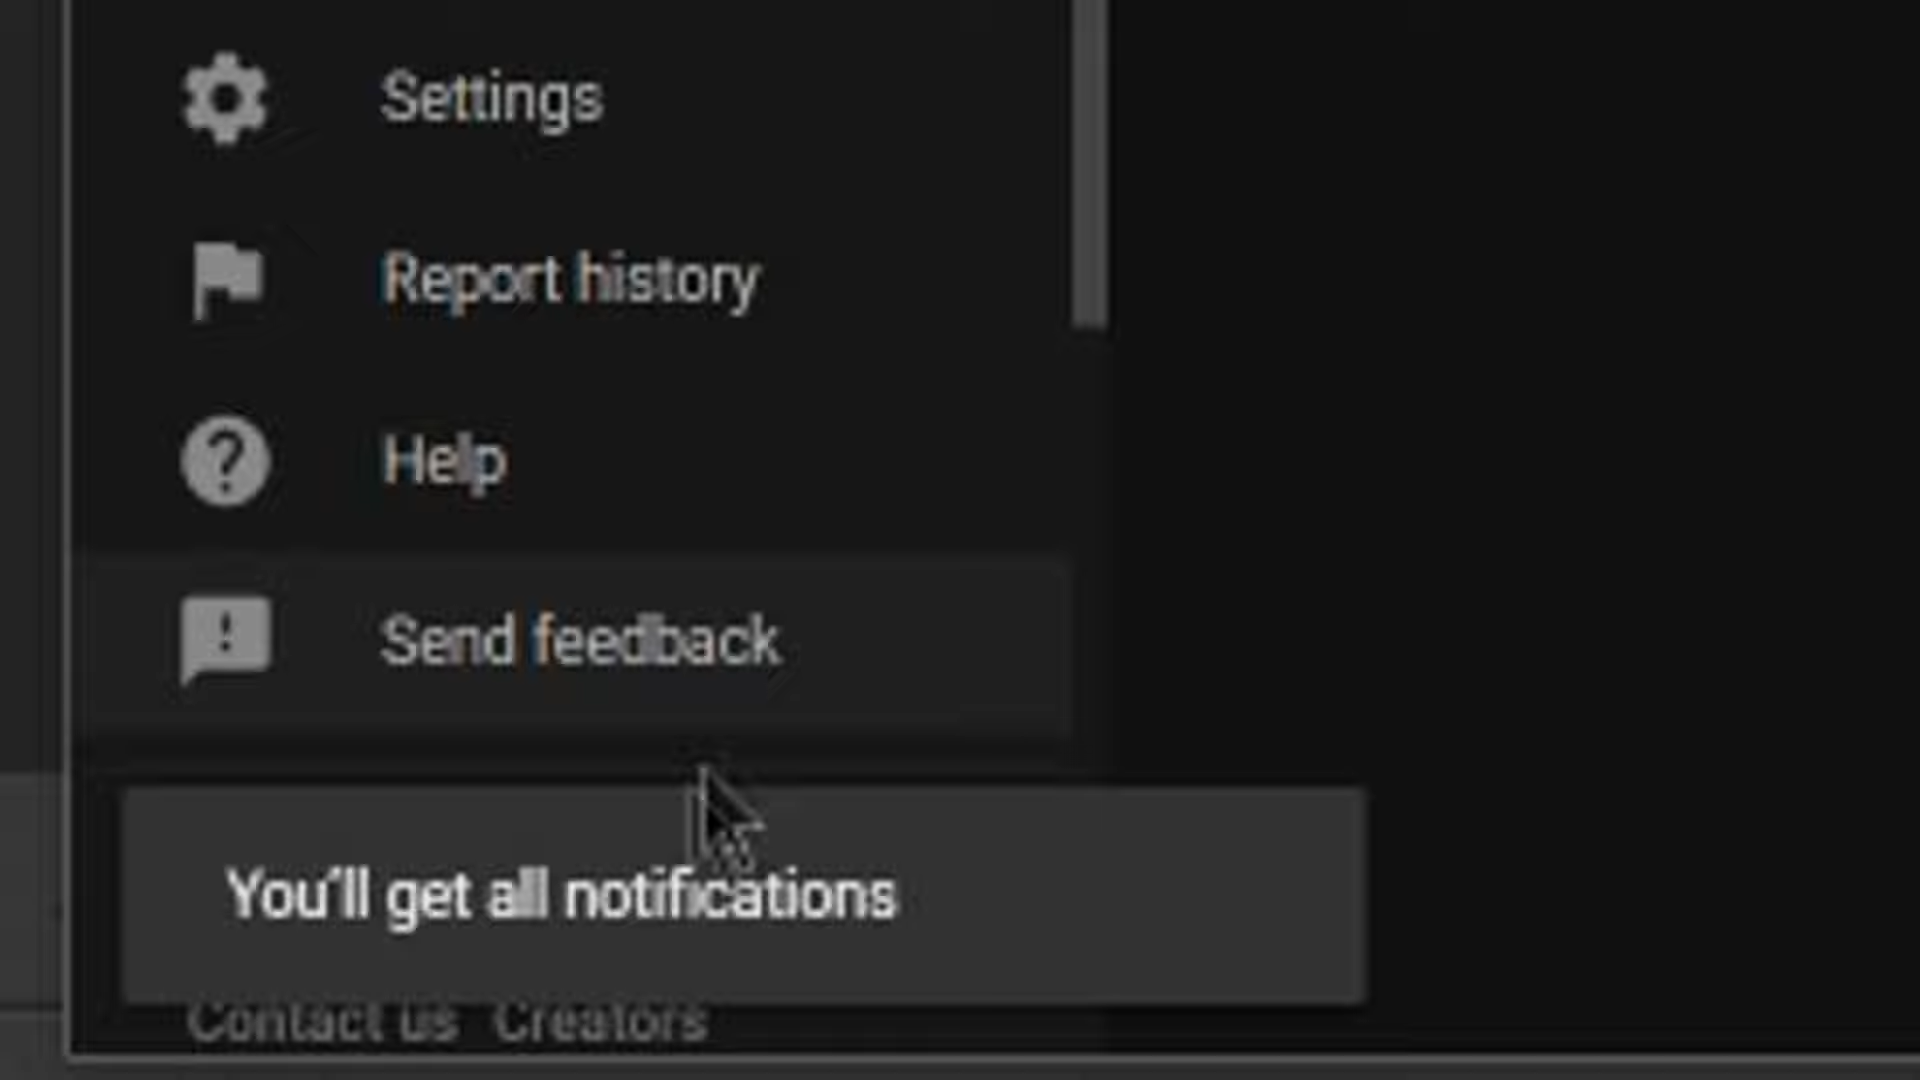 Settings
Report history
Help
Send feedback
You'll get all notifications
Contact us Creators